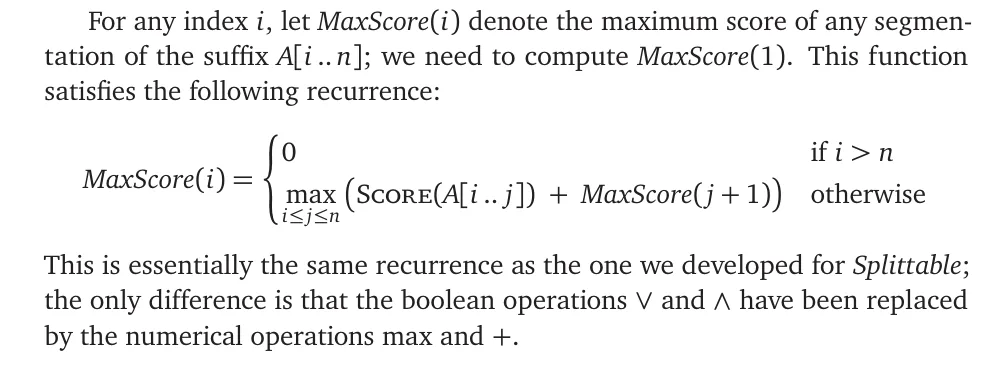 For any index i, let MaxScore(i) denote the maximum score of any segmen-
tation of the suffix A[i .. n]; we need to compute MaxScore(1). This function
satisfies the following recurrence:
MaxScore(i) = { 0 if i > n
max i≤j≤n (SCORE(A[i .. j]) + MaxScore(j + 1)) otherwise
This is essentially the same recurrence as the one we developed for Splittable;
the only difference is that the boolean operations ∨ and ∧ have been replaced
by the numerical operations max and +.